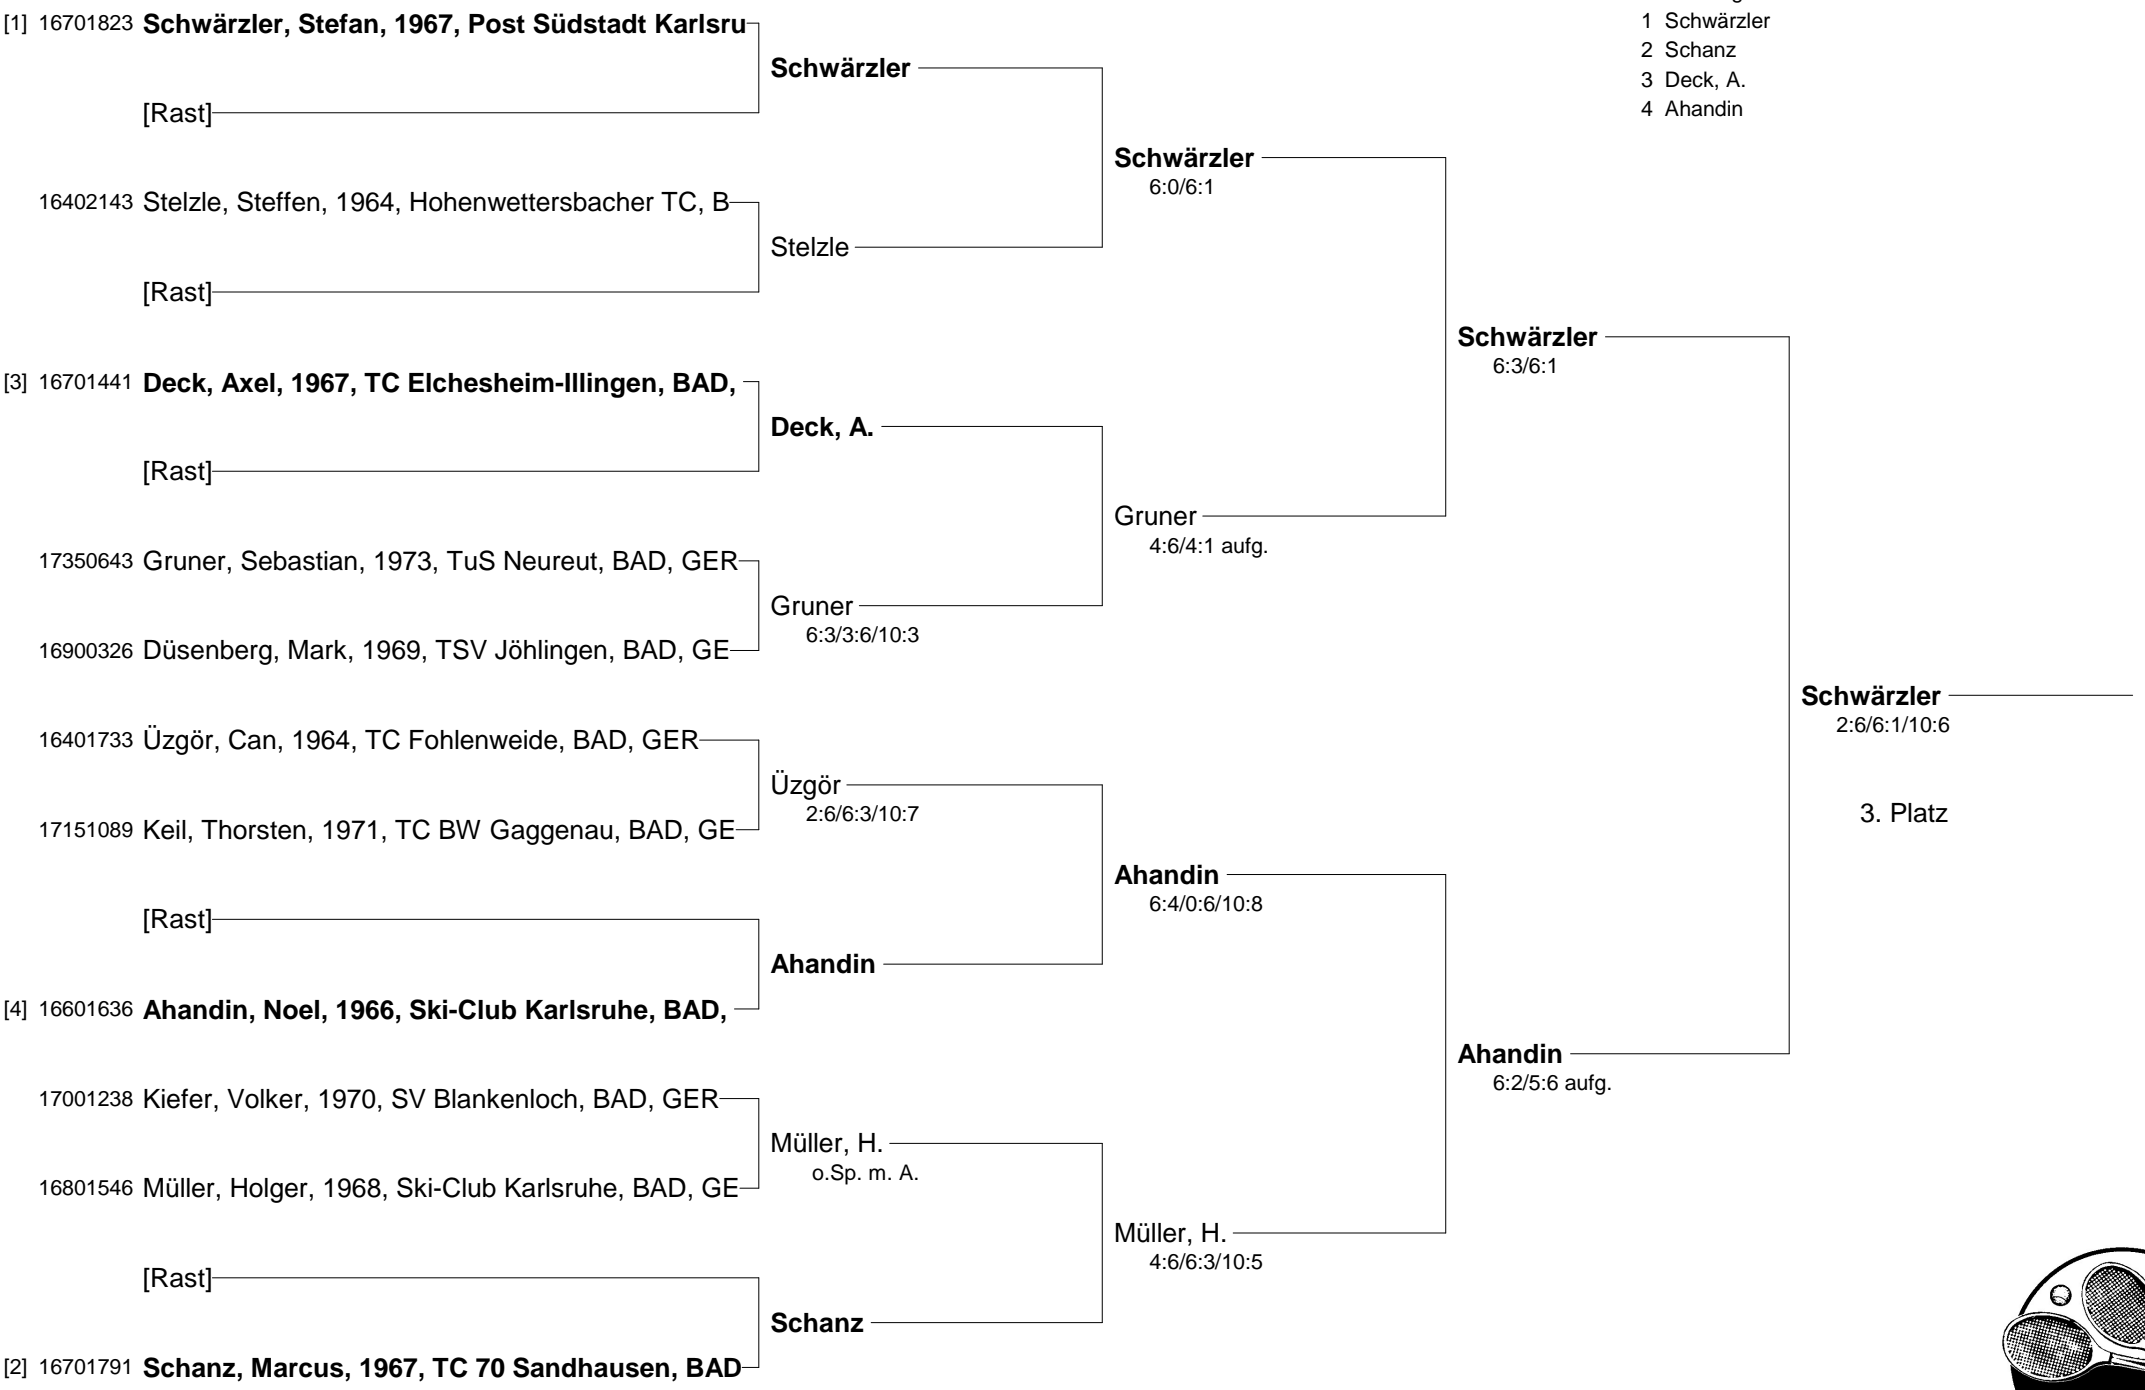 [1] 16701823 Schwärzler, Stefan, 1967, Post Südstadt Karlsru
[Rast]
16402143 Stelzle, Steffen, 1964, Hohenwettersbacher TC, B
[Rast]
[3] 16701441 Deck, Axel, 1967, TC Elchesheim-Illingen, BAD,
[Rast]
17350643 Gruner, Sebastian, 1973, TuS Neureut, BAD, GER
16900326 Düsenberg, Mark, 1969, TSV Jöhlingen, BAD, GE
16401733 Üzgör, Can, 1964, TC Fohlenweide, BAD, GER
17151089 Keil, Thorsten, 1971, TC BW Gaggenau, BAD, GE
[Rast]
[4] 16601636 Ahandin, Noel, 1966, Ski-Club Karlsruhe, BAD,
17001238 Kiefer, Volker, 1970, SV Blankenloch, BAD, GER
16801546 Müller, Holger, 1968, Ski-Club Karlsruhe, BAD, GE
[Rast]
[2] 16701791 Schanz, Marcus, 1967, TC 70 Sandhausen, BAD
Schwärzler
Stelzle
Deck, A.
Gruner
6:3/3:6/10:3
Üzgör
2:6/6:3/10:7
Ahandin
Müller, H.
o.Sp. m. A.
Schanz
Schwärzler
6:0/6:1
Gruner
4:6/4:1 aufg.
Ahandin
6:4/0:6/10:8
Müller, H.
4:6/6:3/10:5
Schwärzler
6:3/6:1
Ahandin
6:2/5:6 aufg.
Schwärzler
2:6/6:1/10:6
3. Platz
1 Schwärzler
2 Schanz
3 Deck, A.
4 Ahandin